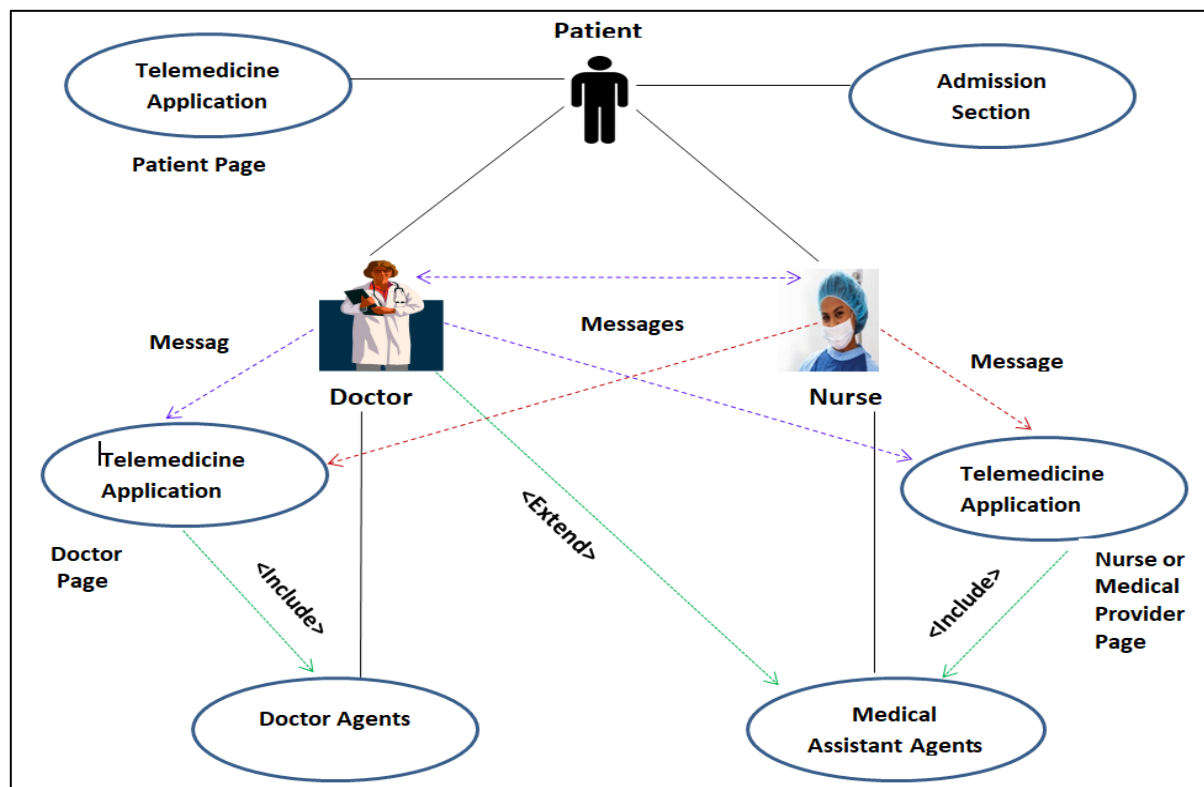 Patient
Telemedicine
Application
Admission
Section
Patient Page
Messag
Messages
Message
Doctor
Nurse
Telemedicine
Application
Telemedicine
Application
<Extend>
Doctor
Page
<Include>
<Include>
Nurse or
Medical
Provider
Page
Doctor Agents
Medical
Assistant Agents